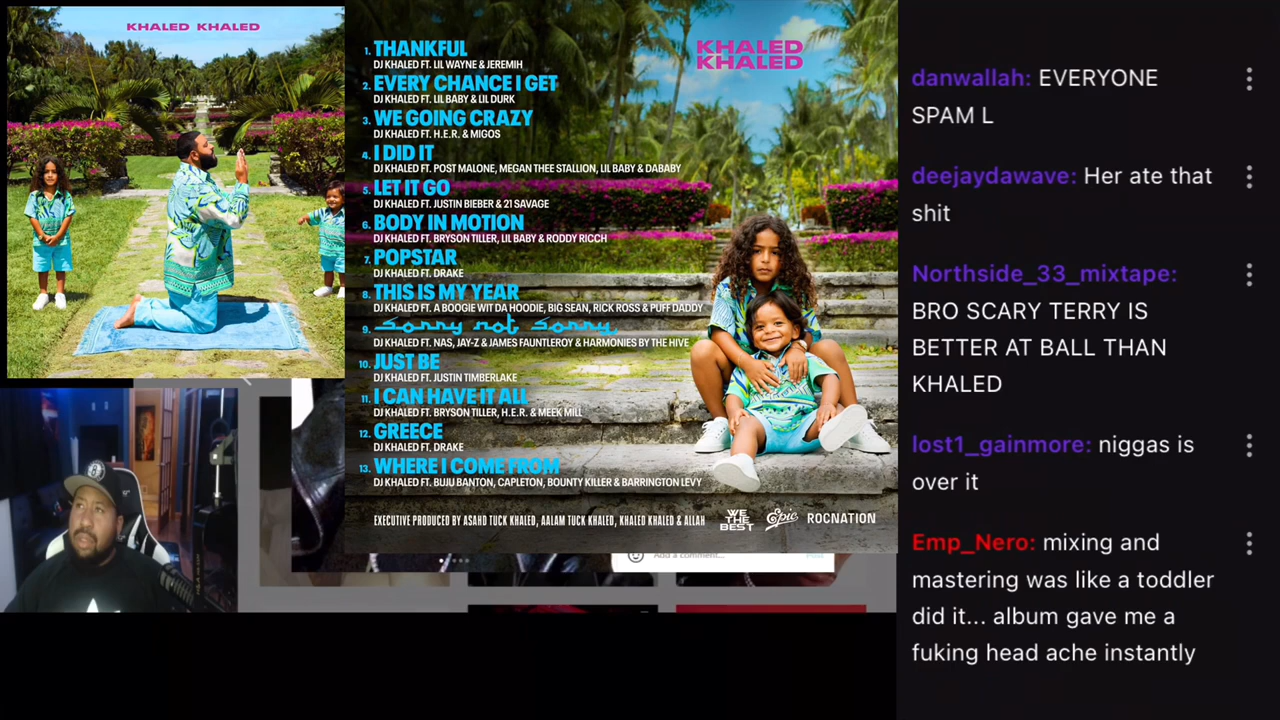 KHALED KHALED
1. THANKFUL
DJ KHALED FT. LIL WAYNE & JEREMIH
2. EVERY CHANCE I GET
DJ KHALED FT. LIL BABY & LIL DURK
3. WE GOING CRAZY
DJ KHALED FT. H.E.R. & MIGOS
4. I DID IT
DJ KHALED FT. POST MALONE, MEGAN THEE STALLION, LIL BABY & DABABY
5. LET IT GO
DJ KHALED FT. JUSTIN BIEBER & 21 SAVAGE
6. BODY IN MOTION
DJ KHALED FT. BRYSON TILLER, LIL BABY & RODDY RICCH
7. POPSTAR
DJ KHALED FT. DRAKE
8. THIS IS MY YEAR
DJ KHALED FT. A BOOGIE WIT DA HOODIE, BIG SEAN, RICK ROSS & PUFF DADDY
9. Sorry not Sorry
DJ KHALED FT. NAS, JAY-Z & JAMES FAUNTLEROY & HARMONIES BY THE HIVE
10. JUST BE
DJ KHALED FT. JUSTIN TIMBERLAKE
11. I CAN HAVE IT ALL
DJ KHALED FT. BRYSON TILLER, H.E.R. & MEEK MILL
12. GREECE
DJ KHALED FT. DRAKE
13. WHERE I COME FROM
DJ KHALED FT. BUJU BANTON, CAPLETON, BOUNTY KILLER & BARRINGTON LEVY
EXECUTIVE PRODUCED BY ASAHD TUCK KHALED, AALAM TUCK KHALED, KHALED KHALED & ALLAH
KHALED
KHALED
WE
THE
BEST
Epic
ROCNATION
Add a comment...
Post
B
danwallah: EVERYONE
SPAM L
deejaydawave: Her ate that
shit
Northside_33_mixtape:
BRO SCARY TERRY IS
BETTER AT BALL THAN
KHALED
lost1_gainmore: niggas is
over it
Emp_Nero: mixing and
mastering was like a toddler
did it... album gave me a
fuking head ache instantly